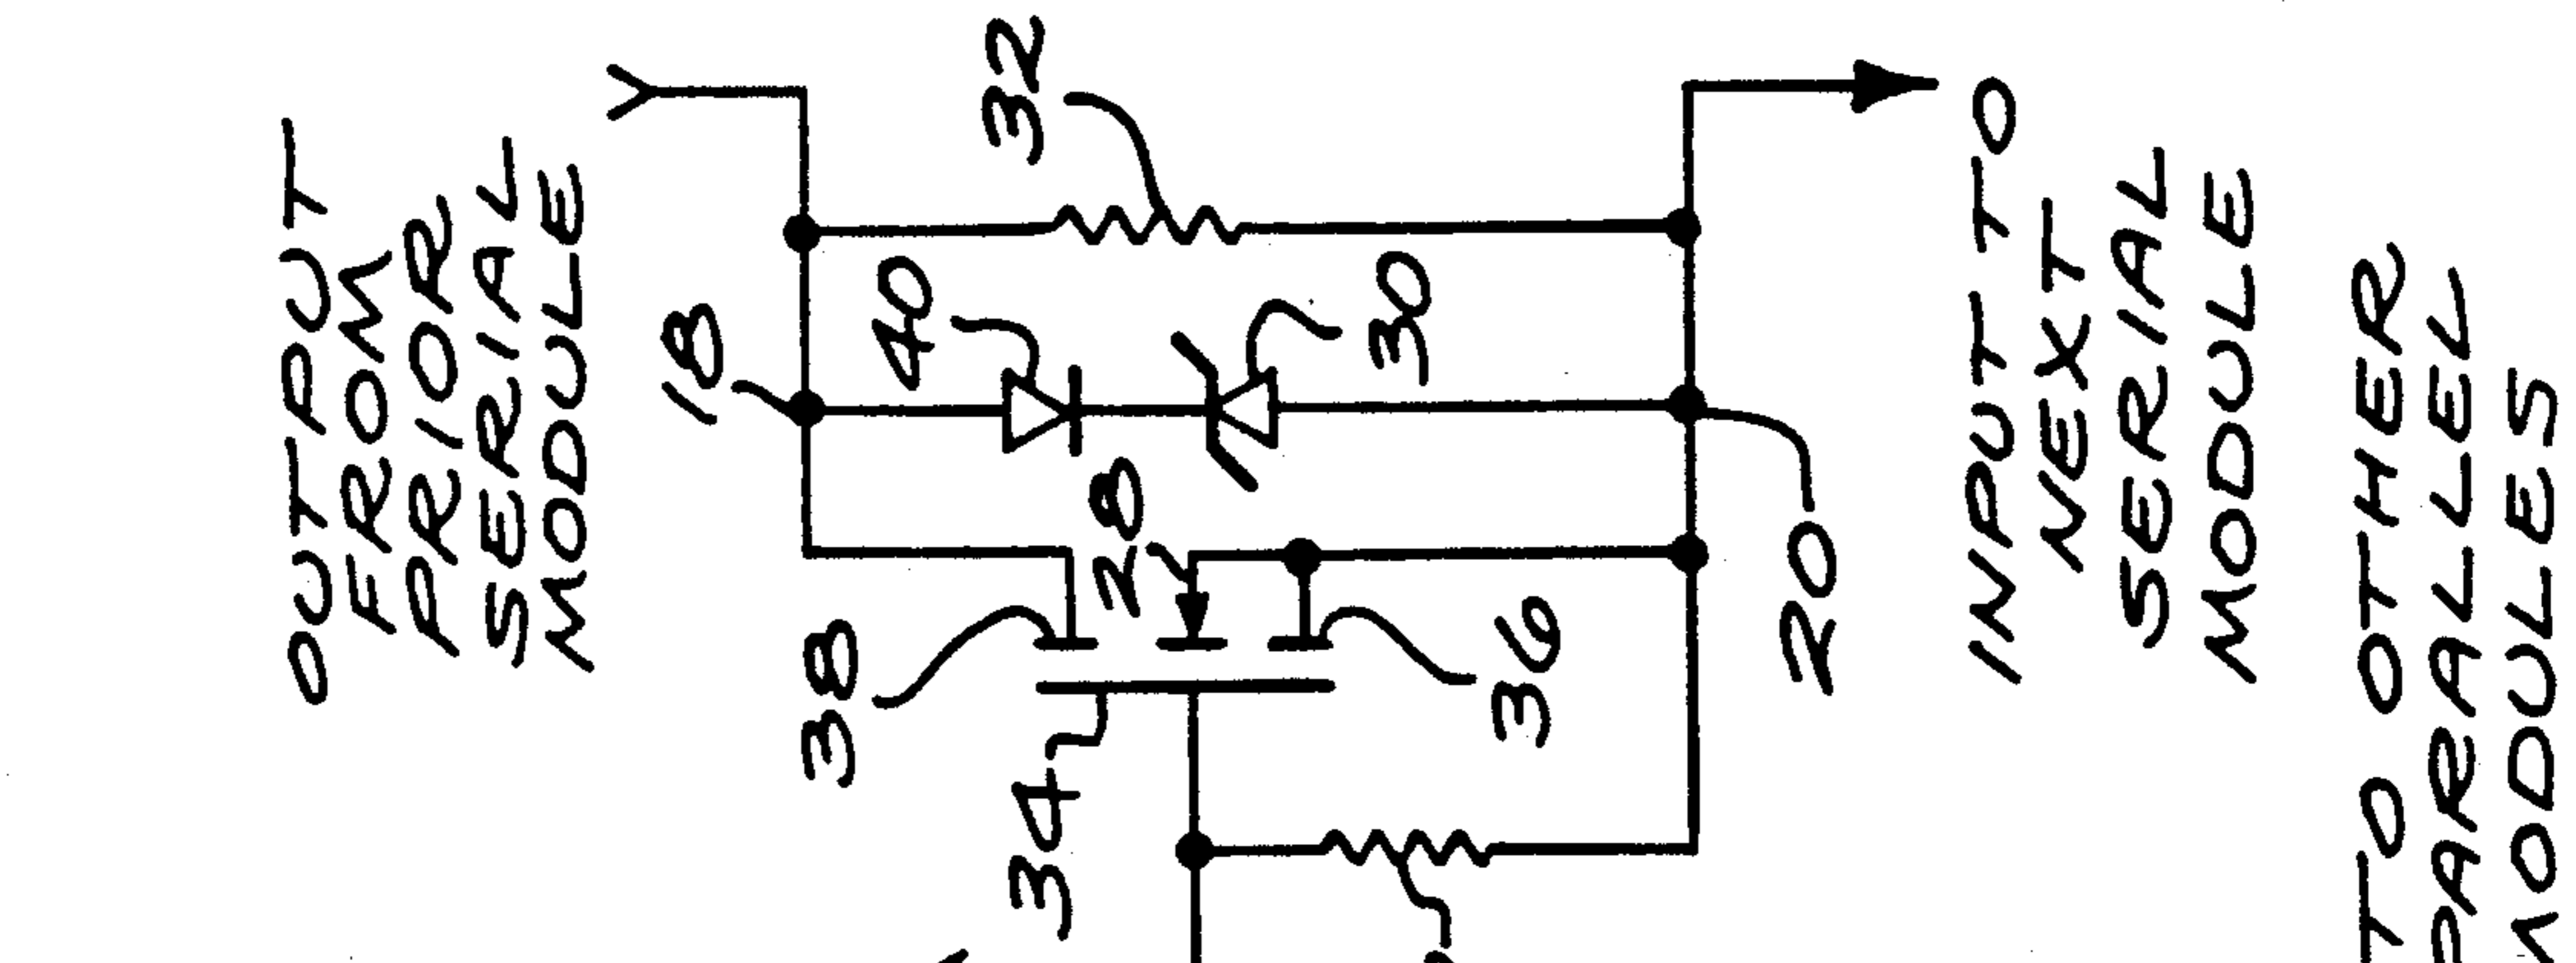 OUTPUT
FROM
PRIOR
SERIAL
MODULE
18
40
32
38
28
30
34
36
20
INPUT TO
NEXT
SERIAL
MODULE
TO OTHER
PARALLEL
MODULES